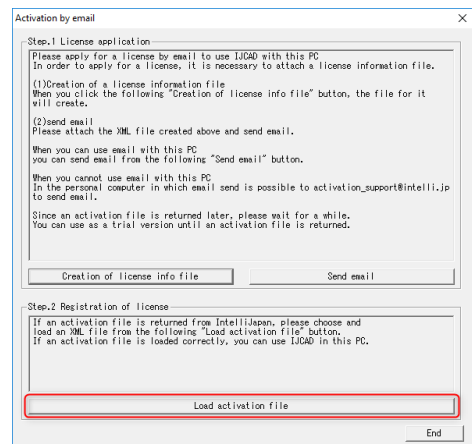 Activation by email
Step.1 License application
Please apply for a license by email to use IJCAD with this PC
In order to apply for a license, it is necessary to attach a license information file.
(1)Creation of a license information file
When you click the following "Creation of license info file" button, the file for it
will create.
(2)send email
Please attach the XML file created above and send email.
When you can use email with this PC
you can send email from the following "Send email" button.
When you cannot use email with this PC
In the personal computer in which email send is possible to activation_support@intelli.jp
to send email.
Since an activation file is returned later, please wait for a while.
You can use as a trial version until an activation file is returned.
Creation of license info file
Send email
Step.2 Registration of license
If an activation file is returned from IntelliJapan, please choose and
load an XML file from the following "Load activation file" button.
If an activation file is loaded correctly, you can use IJCAD in this PC.
Load activation file
End